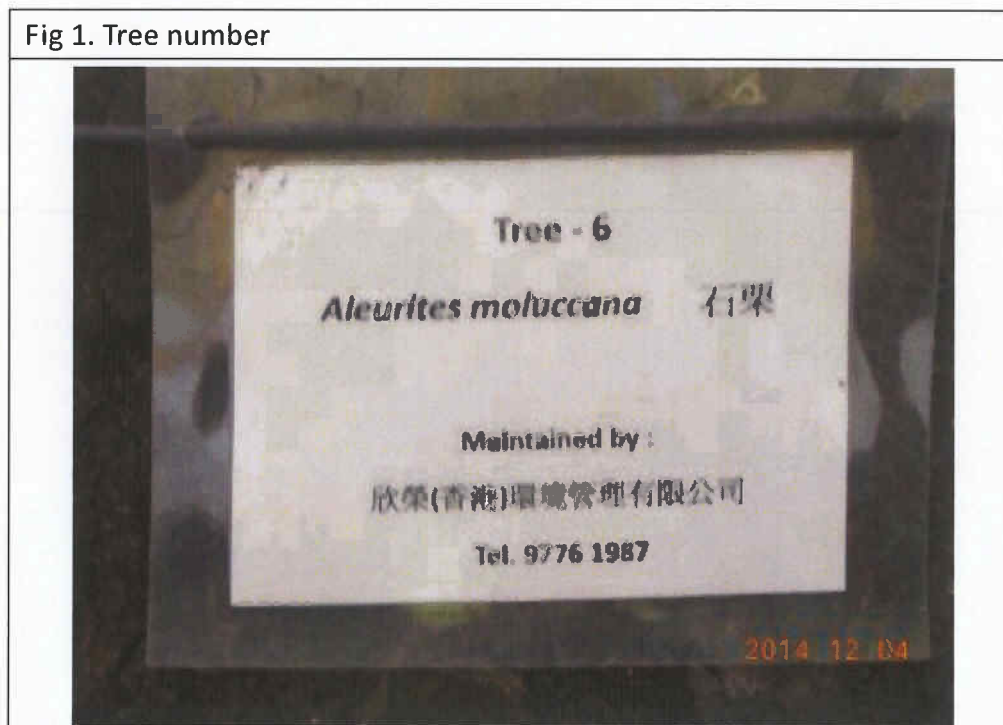 Fig 1. Tree number
Tree - 6
Aleurites moluccana 石栗
Maintained by :
欣榮(香港)環境管理有限公司
Tel. 9776 1987
2014 12 04